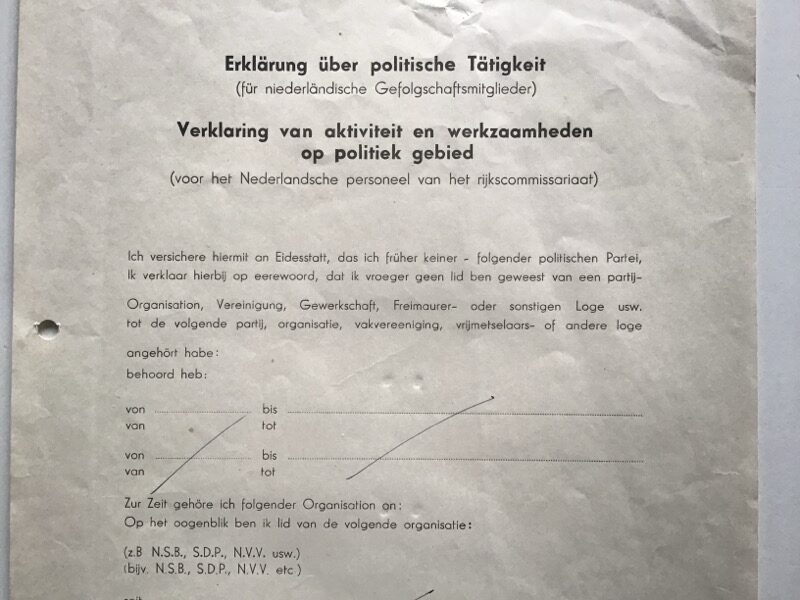 Erklärung über politische Tätigkeit
(für niederländische Gefolgschaftsmitglieder)
Verklaring van aktiviteit en werkzaamheden
op politiek gebied
(voor het Nederlandsche personeel van het rijkscommissariaat)
Ich versichere hiermit an Eidesstatt, das ich früher keiner - folgender politischen Partei,
Ik verklaar hierbij op eerewoord, dat ik vroeger geen lid ben geweest van een partij-
Organisation, Vereinigung, Gewerkschaft, Freimaurer- oder sonstigen Loge usw.
tot de volgende partij, organisatie, vakvereeniging, vrijmetselaars- of andere loge
angehört habe:
behoord heb:
von ........ bis ........
van tot
von ........ bis ........
van tot
Zur Zeit gehöre ich folgender Organisation an:
Op het oogenblik ben ik lid van de volgende organisatie:
(z.B N.S.B., S.D.P., N.V.V. usw.)
(bijv. N.S.B., S.D.P., N.V.V. etc)